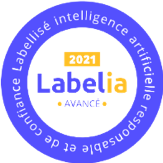 Labellisé intelligence artificielle responsable et de confiance
2021
Labelia
• AVANCÉ •